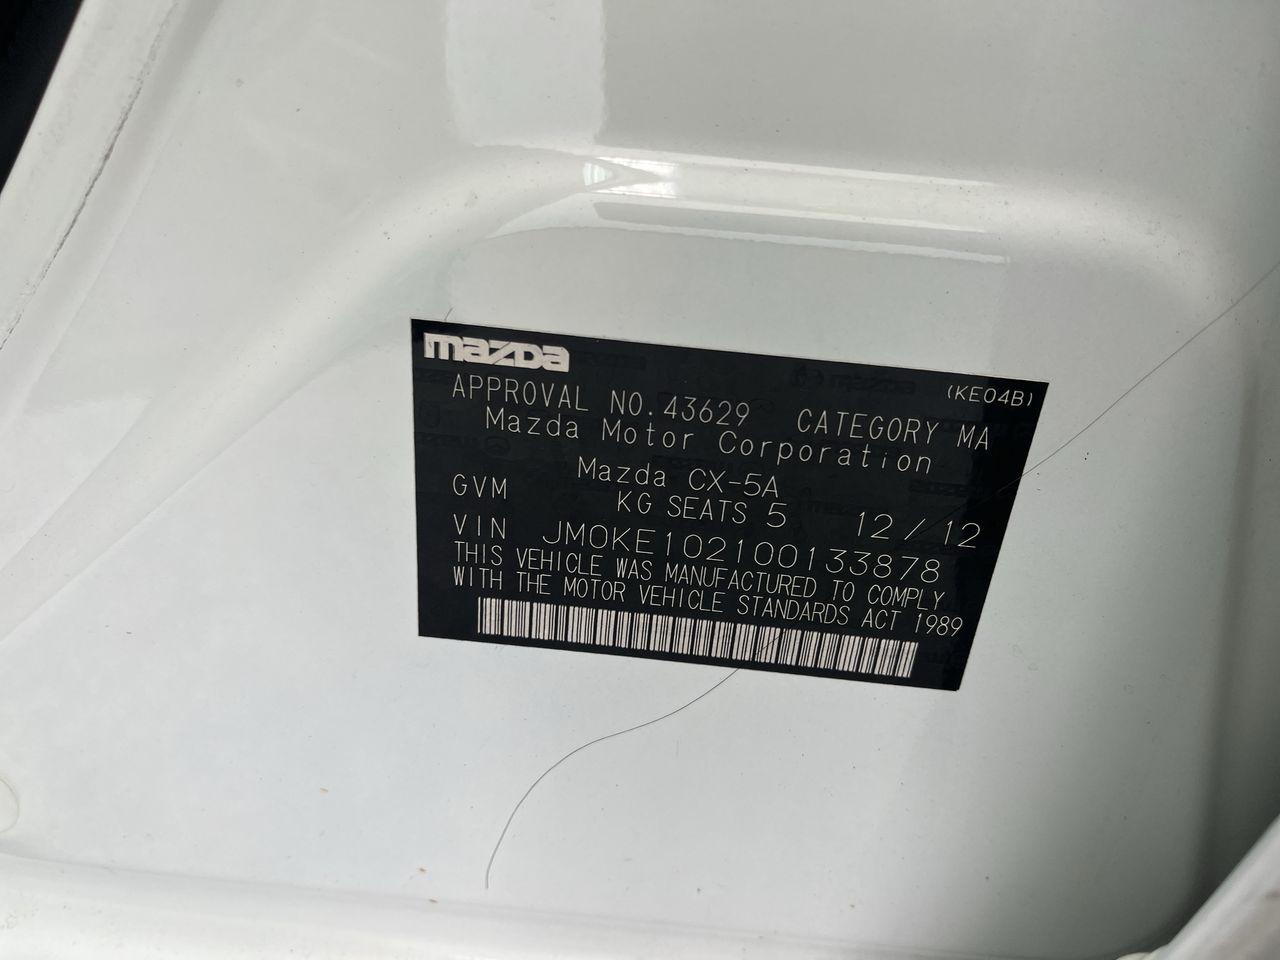 mazda
(KE04B)
APPROVAL NO.43629 CATEGORY MA
Mazda Motor Corporation
Mazda CX-5A
GVM KG SEATS 5 12/12
VIN JM0KE102100133878
THIS VEHICLE WAS MANUFACTURED TO COMPLY
WITH THE MOTOR VEHICLE STANDARDS ACT 1989